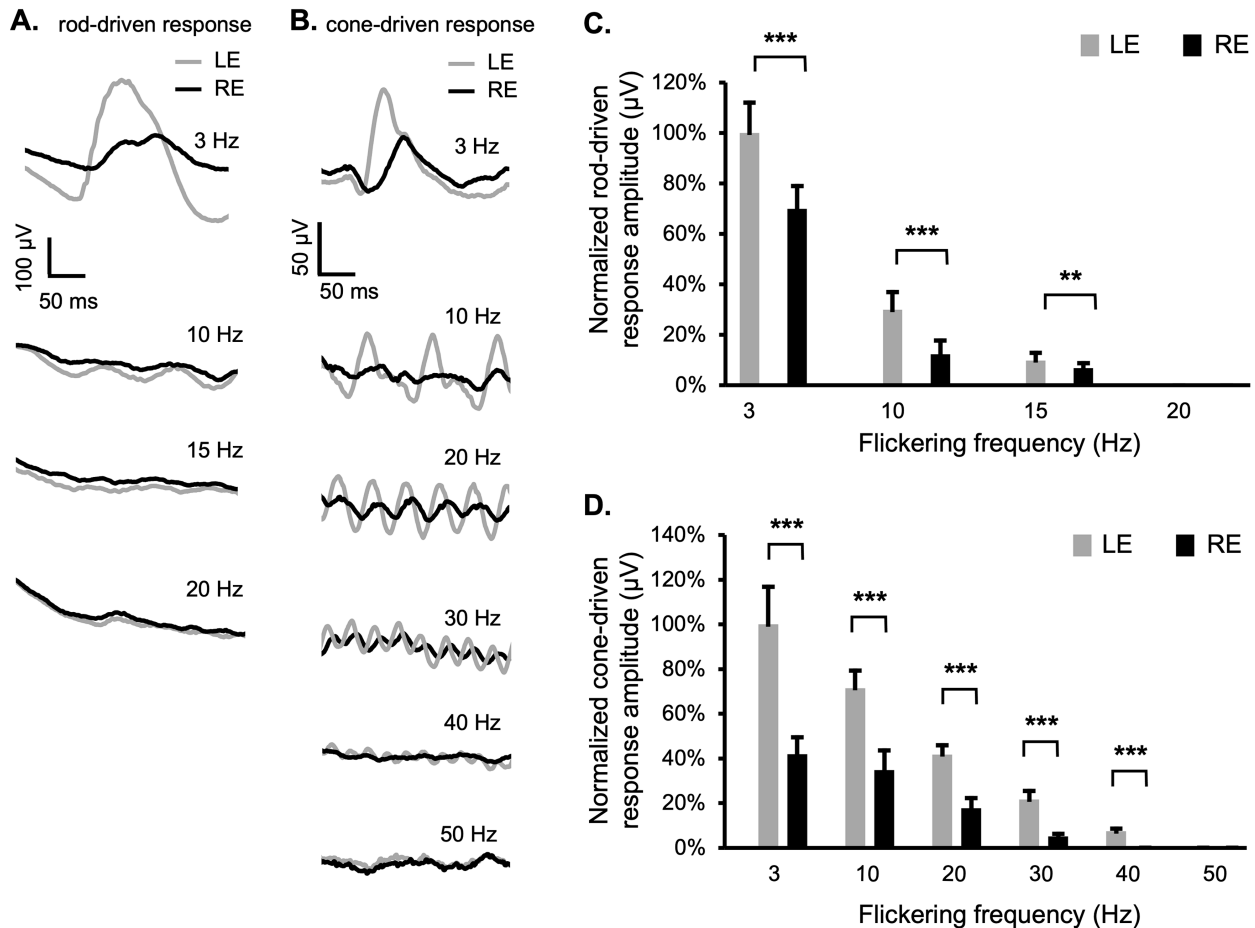 A. rod-driven response
LE
RE
3 Hz
100 µV
50 ms
10 Hz
15 Hz
20 Hz
B. cone-driven response
LE
RE
3 Hz
50 µV
50 ms
10 Hz
20 Hz
30 Hz
40 Hz
50 Hz
C.
LE RE
Normalized rod-driven
response amplitude (µV)
120%
100%
80%
60%
40%
20%
0%
***
***
**
3 10 15 20
Flickering frequency (Hz)
D.
LE RE
Normalized cone-driven
response amplitude (µV)
140%
120%
100%
80%
60%
40%
20%
0%
***
***
***
***
***
3 10 20 30 40 50
Flickering frequency (Hz)